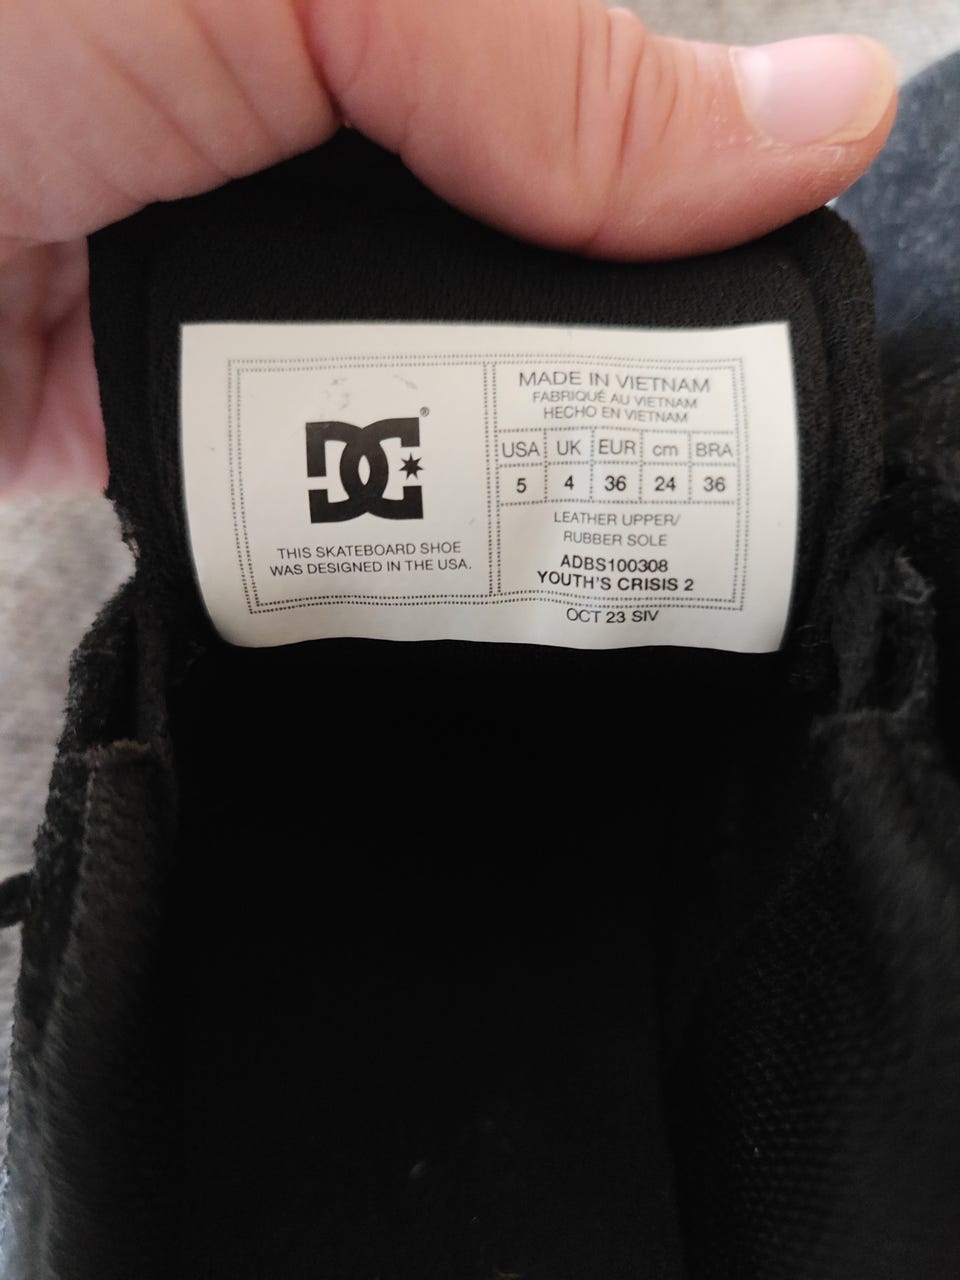 DC®
THIS SKATEBOARD SHOE
WAS DESIGNED IN THE USA.
MADE IN VIETNAM
FABRIQUÉ AU VIETNAM
HECHO EN VIETNAM
USA UK EUR cm BRA
5 4 36 24 36
LEATHER UPPER/
RUBBER SOLE
ADBS100308
YOUTH'S CRISIS 2
OCT 23 SIV